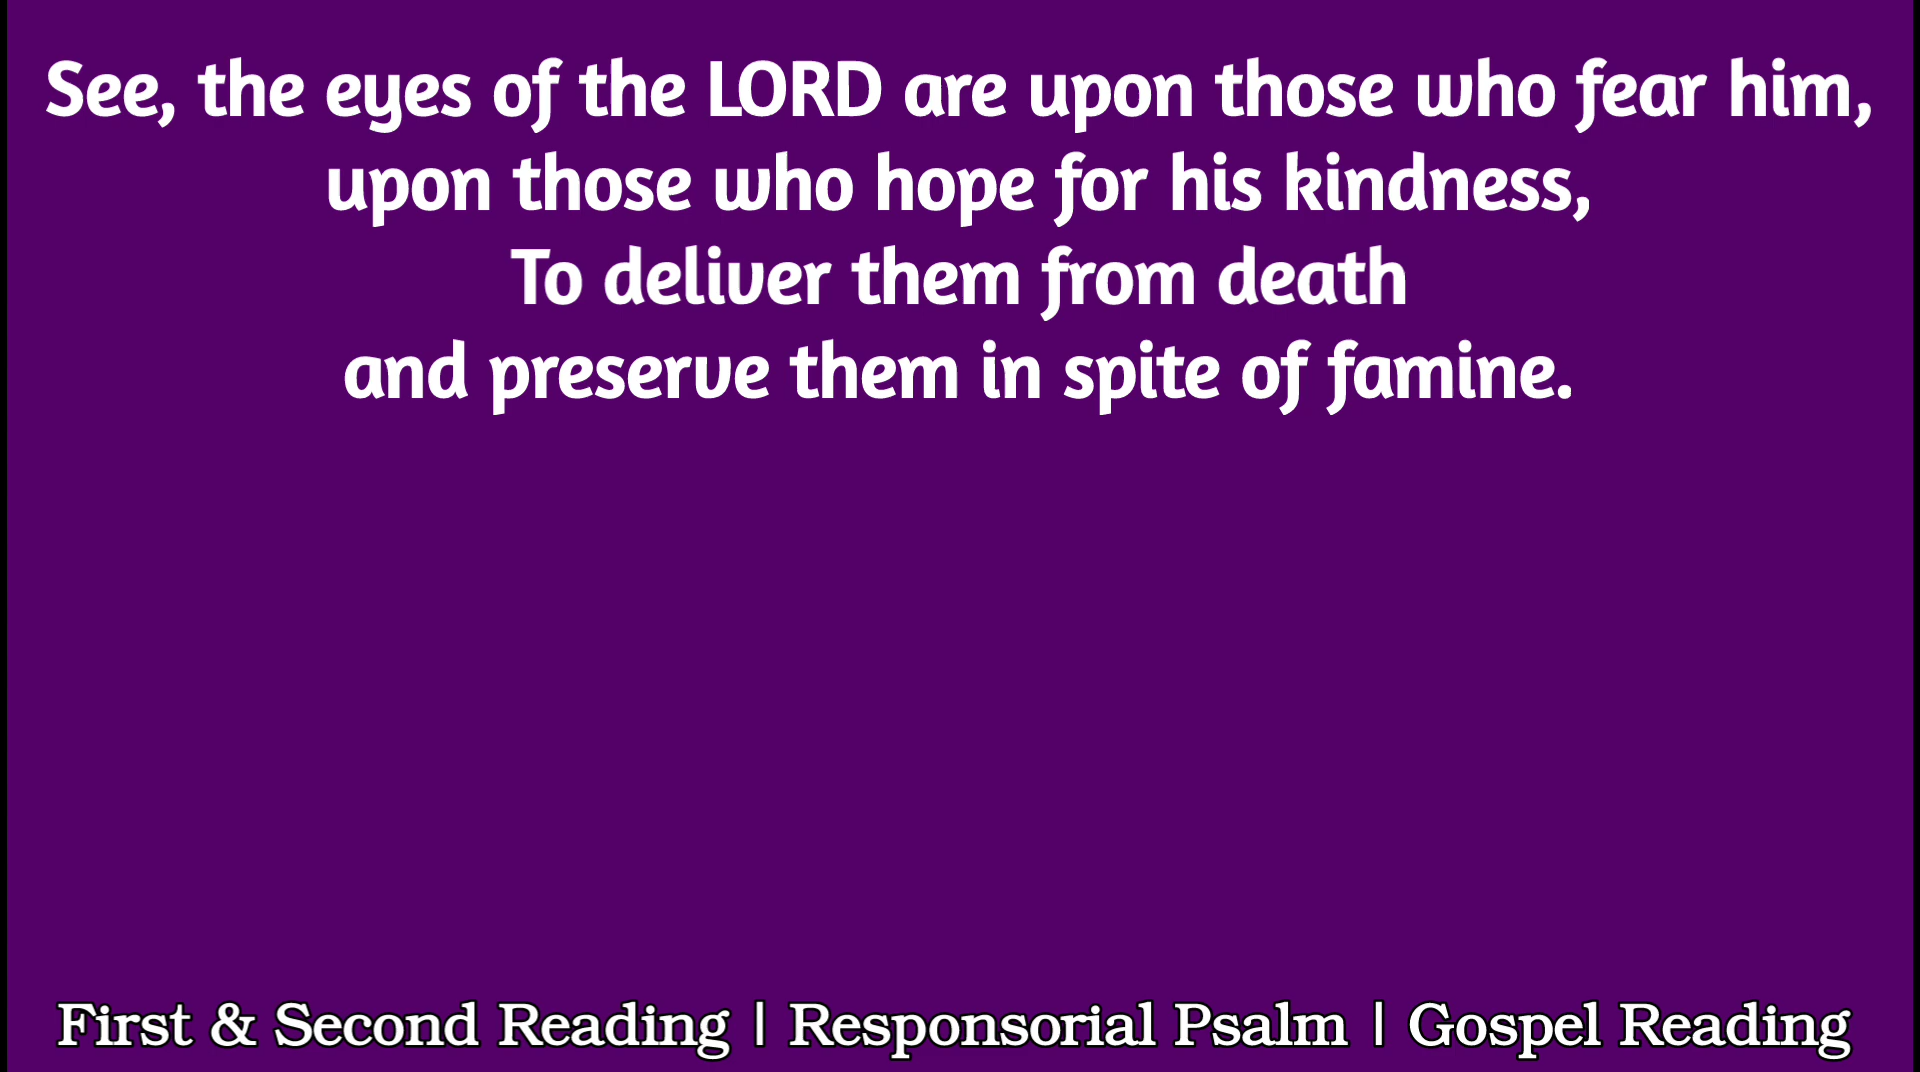 See, the eyes of the LORD are upon those who fear him,
upon those who hope for his kindness,
To deliver them from death
and preserve them in spite of famine.
First & Second Reading | Responsorial Psalm | Gospel Reading